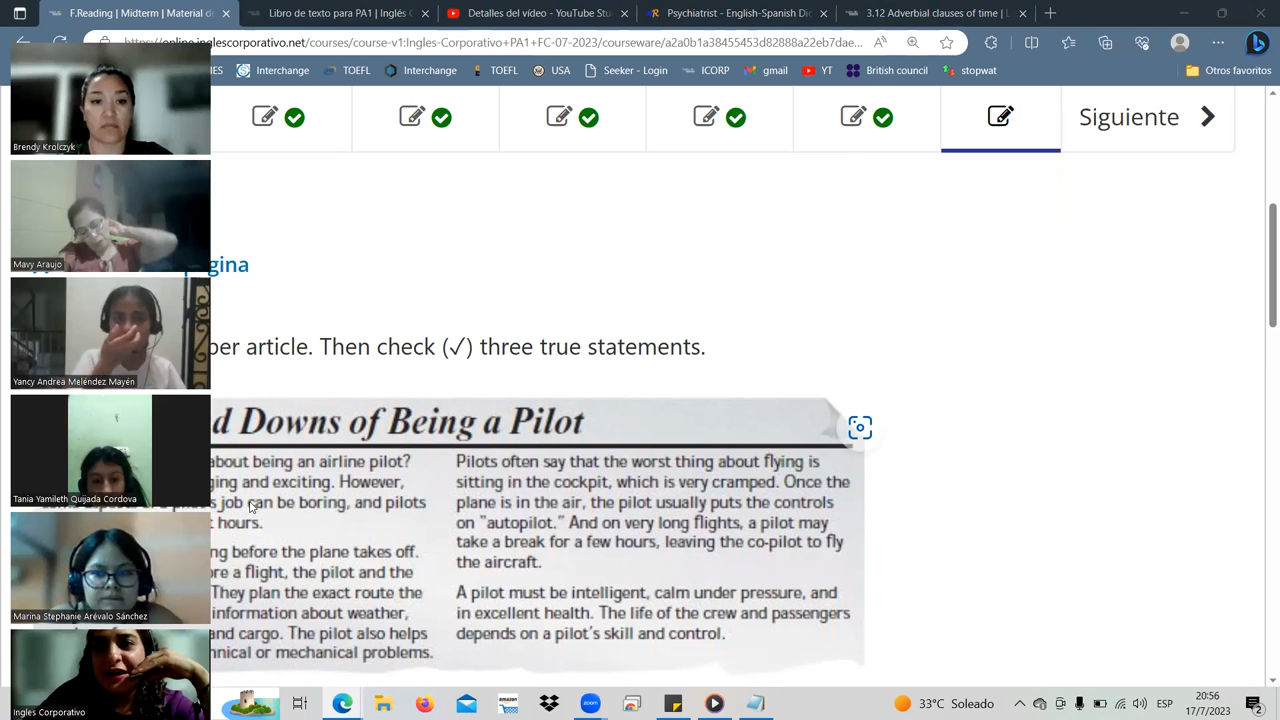 F.Reading | Material d
Libro de texto para PA1 | Inglés C
Detalles del vídeo - YouTube Stu
Psychiatrist - English-Spanish Dic
3.12 Adverbial clauses of time | L
https://online.inglescorporativo.net/courses/course-v1:Ingles-Corporativo+PA1+FC-07-2023/courseware/a2a0b1a38455453d82888a22eb7dae...
IES
Interchange
TOEFL
Interchange
TOEFL
USA
Seeker - Login
ICORP
gmail
YT
British council
stopwat
Otros favoritos
Siguiente
Brendy Krolczyk
Mavy Araujo
Yancy Andrea Meléndez Mayén
Tania Yamileth Quijada Cordova
Marina Stephanie Arévalo Sánchez
Ingles Corporativo
pagina
per article. Then check (✓) three true statements.
d Downs of Being a Pilot
about being an airline pilot?
ging and exciting. However,
job can be boring, and pilots
t hours.
ng before the plane takes off.
re a flight, the pilot and the
They plan the exact route the
information about weather,
and cargo. The pilot also helps
hnical or mechanical problems.
Pilots often say that the worst thing about flying is
sitting in the cockpit, which is very cramped. Once the
plane is in the air, the pilot usually puts the controls
on "autopilot." And on very long flights, a pilot may
take a break for a few hours, leaving the co-pilot to fly
the aircraft.
A pilot must be intelligent, calm under pressure, and
in excellent health. The life of the crew and passengers
depends on a pilot's skill and control.
33°C Soleado
ESP
20:56
17/7/2023
2